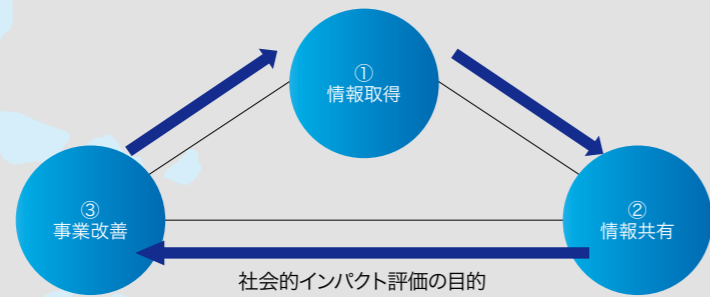 ①
情報取得
③
事業改善
②
情報共有
社会的インパクト評価の目的